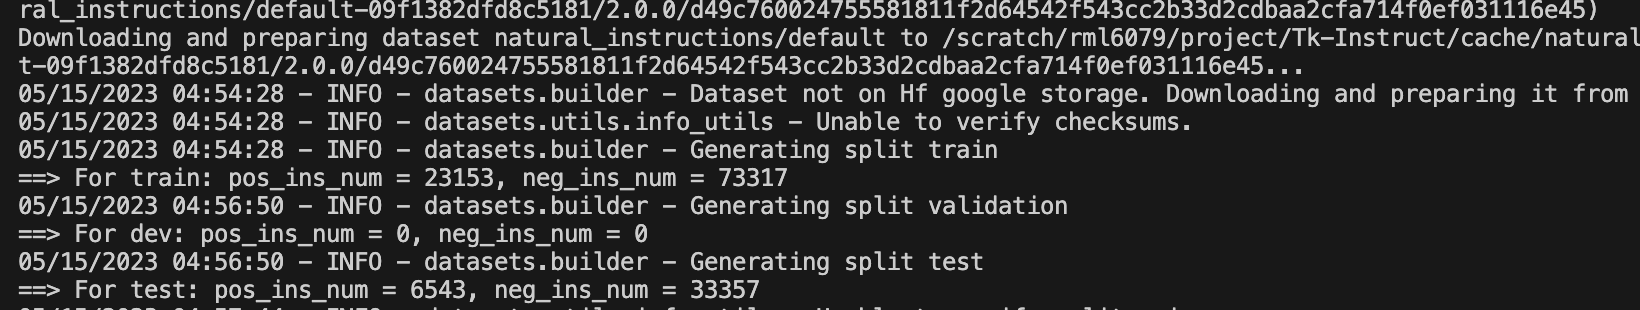 ral_instructions/default-09f1382dfd8c5181/2.0.0/d49c760024755581811f2d64542f543cc2b33d2cdbaa2cfa714f0ef031116e45)
Downloading and preparing dataset natural_instructions/default to /scratch/rml6079/project/Tk-Instruct/cache/natural
t-09f1382dfd8c5181/2.0.0/d49c760024755581811f2d64542f543cc2b33d2cdbaa2cfa714f0ef031116e45...
05/15/2023 04:54:28 - INFO - datasets.builder - Dataset not on Hf google storage. Downloading and preparing it from
05/15/2023 04:54:28 - INFO - datasets.utils.info_utils - Unable to verify checksums.
05/15/2023 04:54:28 - INFO - datasets.builder - Generating split train
==> For train: pos_ins_num = 23153, neg_ins_num = 73317
05/15/2023 04:56:50 - INFO - datasets.builder - Generating split validation
==> For dev: pos_ins_num = 0, neg_ins_num = 0
05/15/2023 04:56:50 - INFO - datasets.builder - Generating split test
==> For test: pos_ins_num = 6543, neg_ins_num = 33357